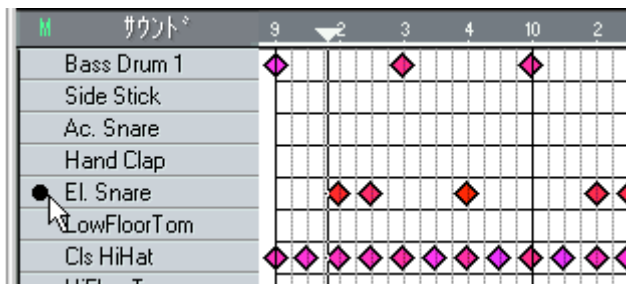 M サウンド 9 2 3 4 10 2
Bass Drum 1
Side Stick
Ac. Snare
Hand Clap
El. Snare
LowFloorTom
Cls HiHat